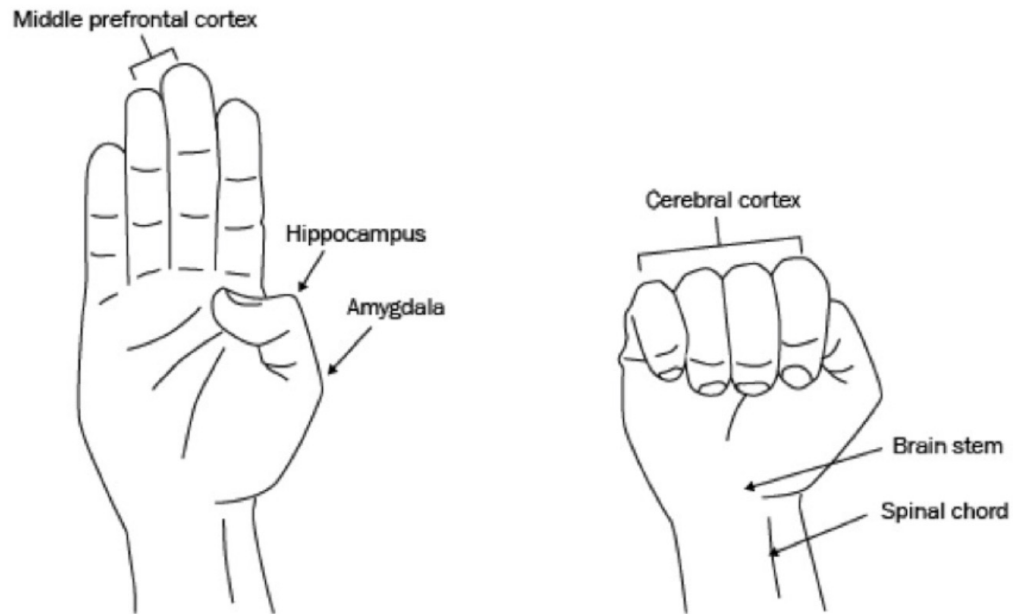 Middle prefrontal cortex
Hippocampus
Amygdala
Cerebral cortex
Brain stem
Spinal chord